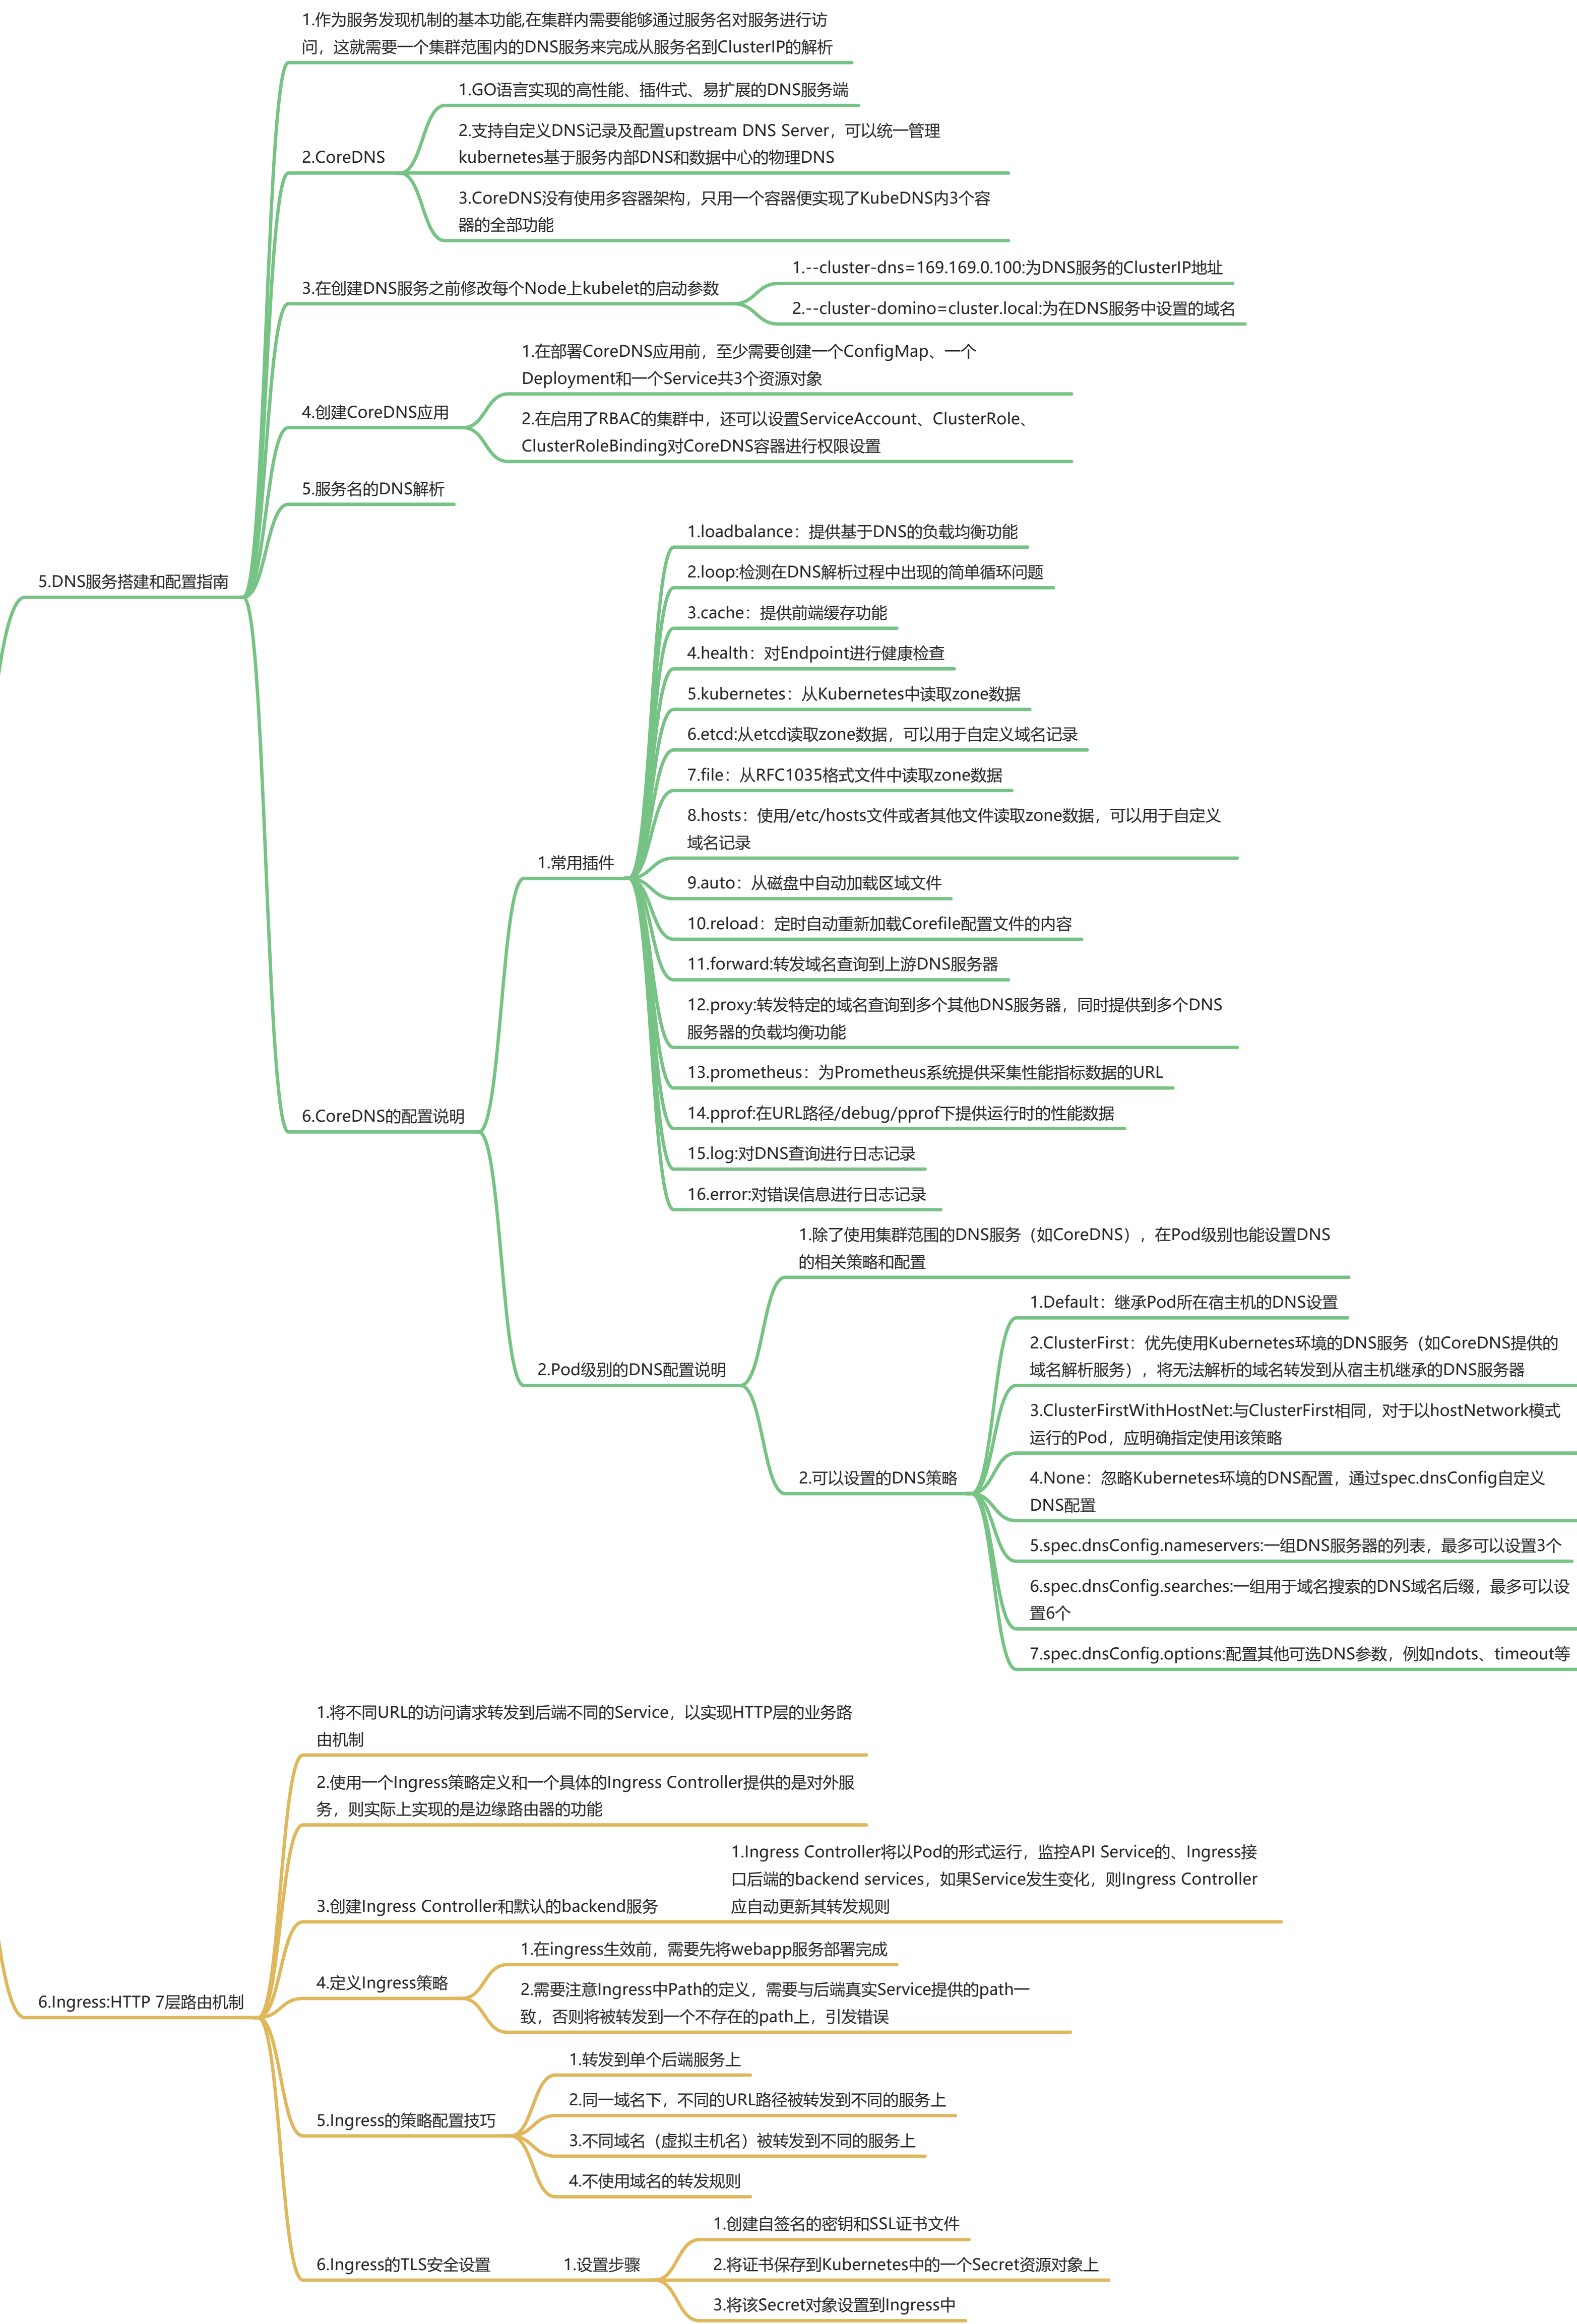 5.DNS服务搭建和配置指南
1.作为服务发现机制的基本功能,在集群内需要能够通过服务名对服务进行访
问，这就需要一个集群范围内的DNS服务来完成从服务名到ClusterIP的解析
2.CoreDNS
1.GO语言实现的高性能、插件式、易扩展的DNS服务端
2.支持自定义DNS记录及配置upstream DNS Server，可以统一管理
kubernetes基于服务内部DNS和数据中心的物理DNS
3.CoreDNS没有使用多容器架构，只用一个容器便实现了KubeDNS内3个容
器的全部功能
3.在创建DNS服务之前修改每个Node上kubelet的启动参数
1.--cluster-dns=169.169.0.100:为DNS服务的ClusterIP地址
2.--cluster-domino=cluster.local:为在DNS服务中设置的域名
4.创建CoreDNS应用
1.在部署CoreDNS应用前，至少需要创建一个ConfigMap、一个
Deployment和一个Service共3个资源对象
2.在启用了RBAC的集群中，还可以设置ServiceAccount、ClusterRole、
ClusterRoleBinding对CoreDNS容器进行权限设置
5.服务名的DNS解析
6.CoreDNS的配置说明
1.常用插件
1.loadbalance：提供基于DNS的负载均衡功能
2.loop:检测在DNS解析过程中出现的简单循环问题
3.cache：提供前端缓存功能
4.health：对Endpoint进行健康检查
5.kubernetes：从Kubernetes中读取zone数据
6.etcd:从etcd读取zone数据，可以用于自定义域名记录
7.file：从RFC1035格式文件中读取zone数据
8.hosts：使用/etc/hosts文件或者其他文件读取zone数据，可以用于自定义
域名记录
9.auto：从磁盘中自动加载区域文件
10.reload：定时自动重新加载Corefile配置文件的内容
11.forward:转发域名查询到上游DNS服务器
12.proxy:转发特定的域名查询到多个其他DNS服务器，同时提供到多个DNS
服务器的负载均衡功能
13.prometheus：为Prometheus系统提供采集性能指标数据的URL
14.pprof:在URL路径/debug/pprof下提供运行时的性能数据
15.log:对DNS查询进行日志记录
16.error:对错误信息进行日志记录
2.Pod级别的DNS配置说明
1.除了使用集群范围的DNS服务（如CoreDNS），在Pod级别也能设置DNS
的相关策略和配置
2.可以设置的DNS策略
1.Default：继承Pod所在宿主机的DNS设置
2.ClusterFirst：优先使用Kubernetes环境的DNS服务（如CoreDNS提供的
域名解析服务），将无法解析的域名转发到从宿主机继承的DNS服务器
3.ClusterFirstWithHostNet:与ClusterFirst相同，对于以hostNetwork模式
运行的Pod，应明确指定使用该策略
4.None：忽略Kubernetes环境的DNS配置，通过spec.dnsConfig自定义
DNS配置
5.spec.dnsConfig.nameservers:一组DNS服务器的列表，最多可以设置3个
6.spec.dnsConfig.searches:一组用于域名搜索的DNS域名后缀，最多可以设
置6个
7.spec.dnsConfig.options:配置其他可选DNS参数，例如ndots、timeout等
6.Ingress:HTTP 7层路由机制
1.将不同URL的访问请求转发到后端不同的Service，以实现HTTP层的业务路
由机制
2.使用一个Ingress策略定义和一个具体的Ingress Controller提供的是对外服
务，则实际上实现的是边缘路由器的功能
3.创建Ingress Controller和默认的backend服务
1.Ingress Controller将以Pod的形式运行，监控API Service的、Ingress接
口后端的backend services，如果Service发生变化，则Ingress Controller
应自动更新其转发规则
4.定义Ingress策略
1.在ingress生效前，需要先将webapp服务部署完成
2.需要注意Ingress中Path的定义，需要与后端真实Service提供的path一
致，否则将被转发到一个不存在的path上，引发错误
5.Ingress的策略配置技巧
1.转发到单个后端服务上
2.同一域名下，不同的URL路径被转发到不同的服务上
3.不同域名（虚拟主机名）被转发到不同的服务上
4.不使用域名的转发规则
6.Ingress的TLS安全设置
1.设置步骤
1.创建自签名的密钥和SSL证书文件
2.将证书保存到Kubernetes中的一个Secret资源对象上
3.将该Secret对象设置到Ingress中